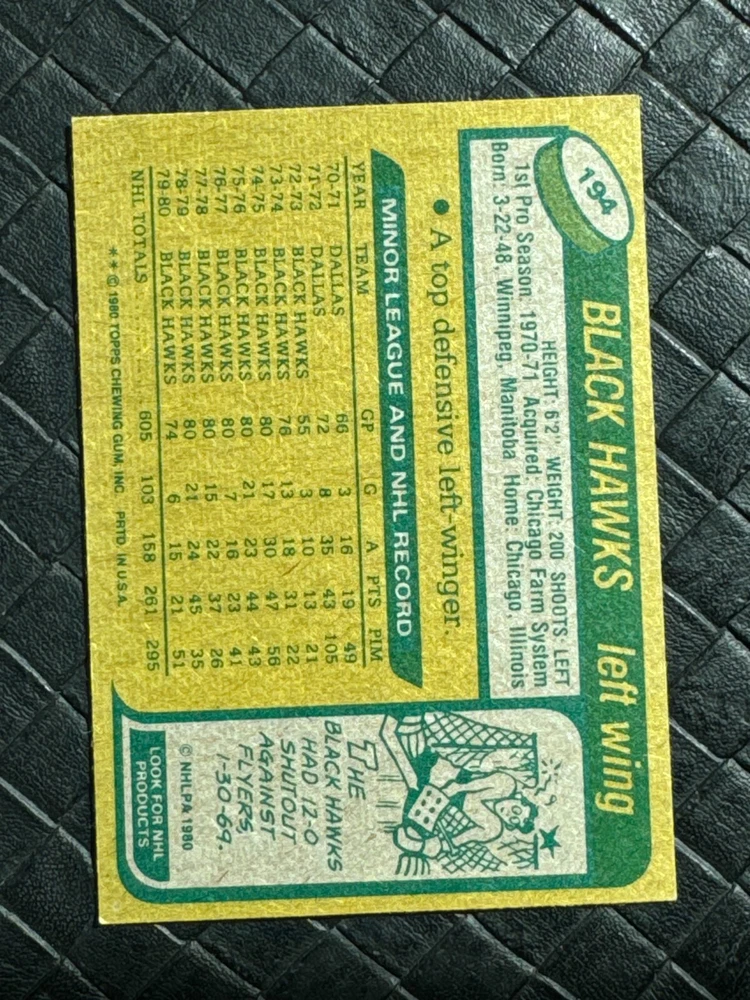 194
BLACK HAWKS left wing
HEIGHT: 6'2" WEIGHT: 200 SHOOTS: LEFT
1st Pro Season: 1970-71 Acquired: Chicago Farm System
Born: 3-22-48, Winnipeg, Manitoba Home: Chicago, Illinois
• A top defensive left-winger.
MINOR LEAGUE AND NHL RECORD
YEAR TEAM GP G A PTS PIM
70-71 DALLAS 66 3 16 19 49
71-72 DALLAS 72 8 35 43 105
72-73 BLACK HAWKS 55 3 10 13 21
73-74 BLACK HAWKS 76 13 18 31 22
74-75 BLACK HAWKS 80 17 30 47 56
75-76 BLACK HAWKS 80 21 23 44 43
76-77 BLACK HAWKS 80 7 16 23 41
77-78 BLACK HAWKS 80 15 22 37 26
78-79 BLACK HAWKS 80 21 24 45 35
79-80 BLACK HAWKS 74 6 15 21 51
NHL TOTALS 605 103 158 261 295
** © 1980 TOPPS CHEWING GUM, INC. PRTD. IN U.S.A.
THE
BLACK HAWKS
HAD 12-0
SHUTOUT
AGAINST
FLYERS,
1-30-69.
© NHLPA 1980
LOOK FOR NHL
PRODUCTS